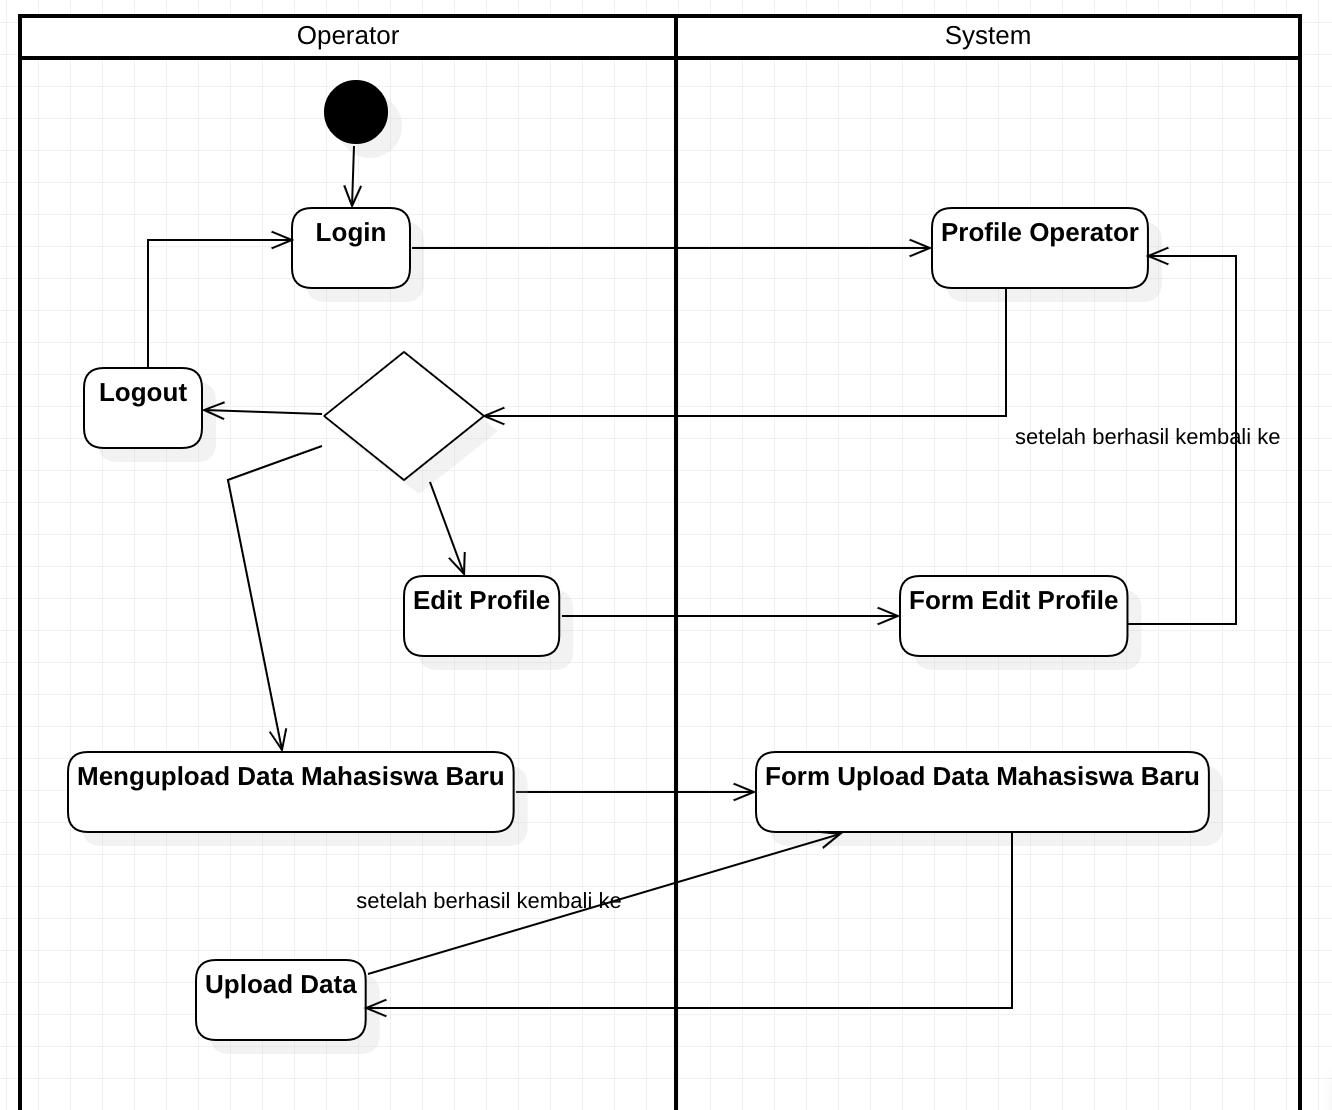 Operator
System
Login
Profile Operator
Logout
setelah berhasil kembali ke
Edit Profile
Form Edit Profile
Mengupload Data Mahasiswa Baru
Form Upload Data Mahasiswa Baru
setelah berhasil kembali ke
Upload Data